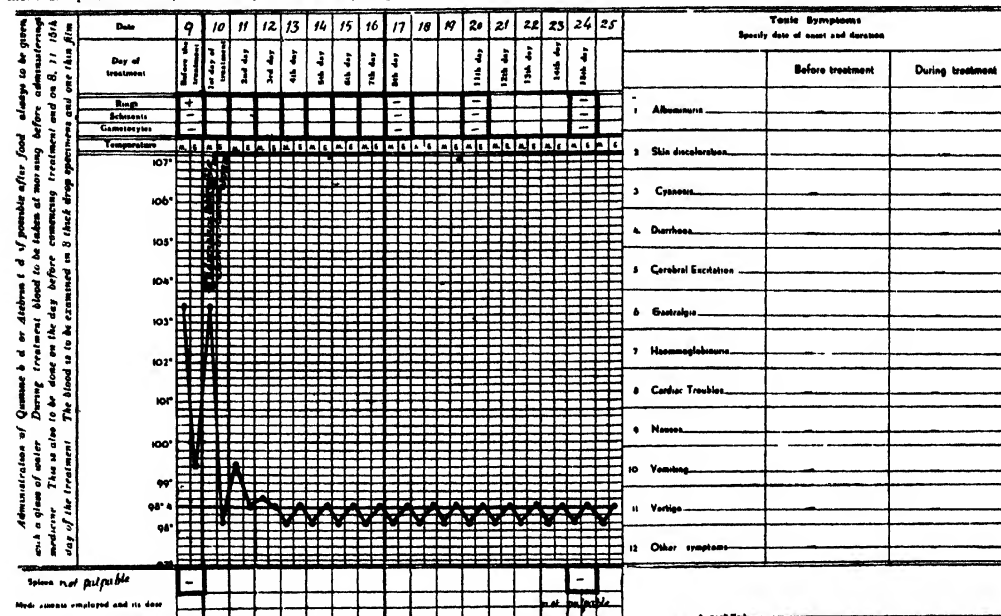 Administration of Quinine b d or Atebrin t d if possible after food always to be given
with a glass of water During treatment blood to be taken at morning before administering
medicine This is also to be done on the day before commencing treatment and on 8, 11 15th
day of the treatment The blood is to be examined in 8 thick drop specimens and one thin film
Date 9 10 11 12 13 14 15 16 17 18 19 20 21 22 23 24 25
Day of treatment Before the treatment 1st day of treatment 2nd day 3rd day 4th day 5th day 6th day 7th day 8th day 11th day 12th day 13th day 14th day 15th day
Rings + - - -
Schizonts - - - -
Gametocytes - - - -
Temperature
107°
106°
105°
104°
103°
102°
101°
100°
99°
98° 4
98°
Spleen not palpable - -
Medicaments employed and its dose not palpable
Toxic Symptoms
Specify date of onset and duration
Before treatment During treatment
1 Albuminuria
2 Skin discoloration
3 Cyanosis
4. Diarrhoea
5 Cerebral Excitation
6 Gastralgia
7 Haemoglobinuria
8 Cardiac Troubles
9 Nausea
10 Vomiting
11 Vertigo
12 Other symptoms